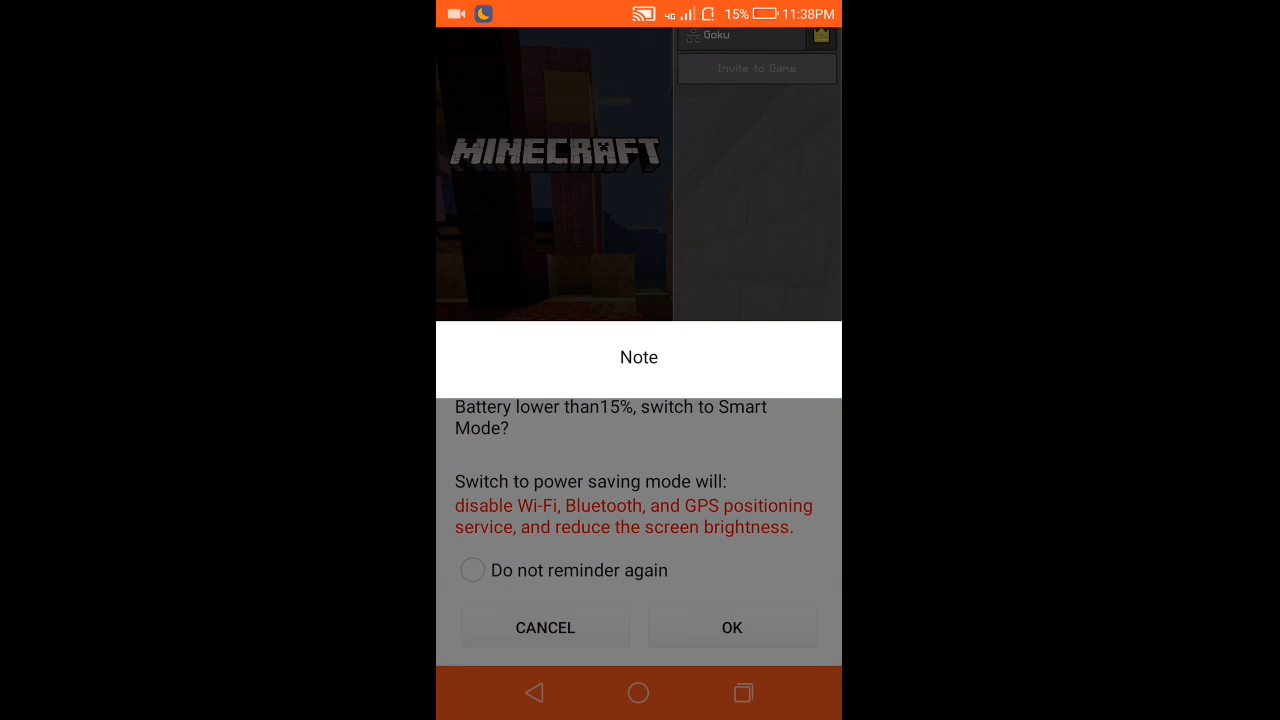 4G 15% 11:38PM
Goku
Invite to Game
MINECRAFT
Note
Battery lower than15%, switch to Smart
Mode?
Switch to power saving mode will:
disable Wi-Fi, Bluetooth, and GPS positioning
service, and reduce the screen brightness.
Do not reminder again
CANCEL OK